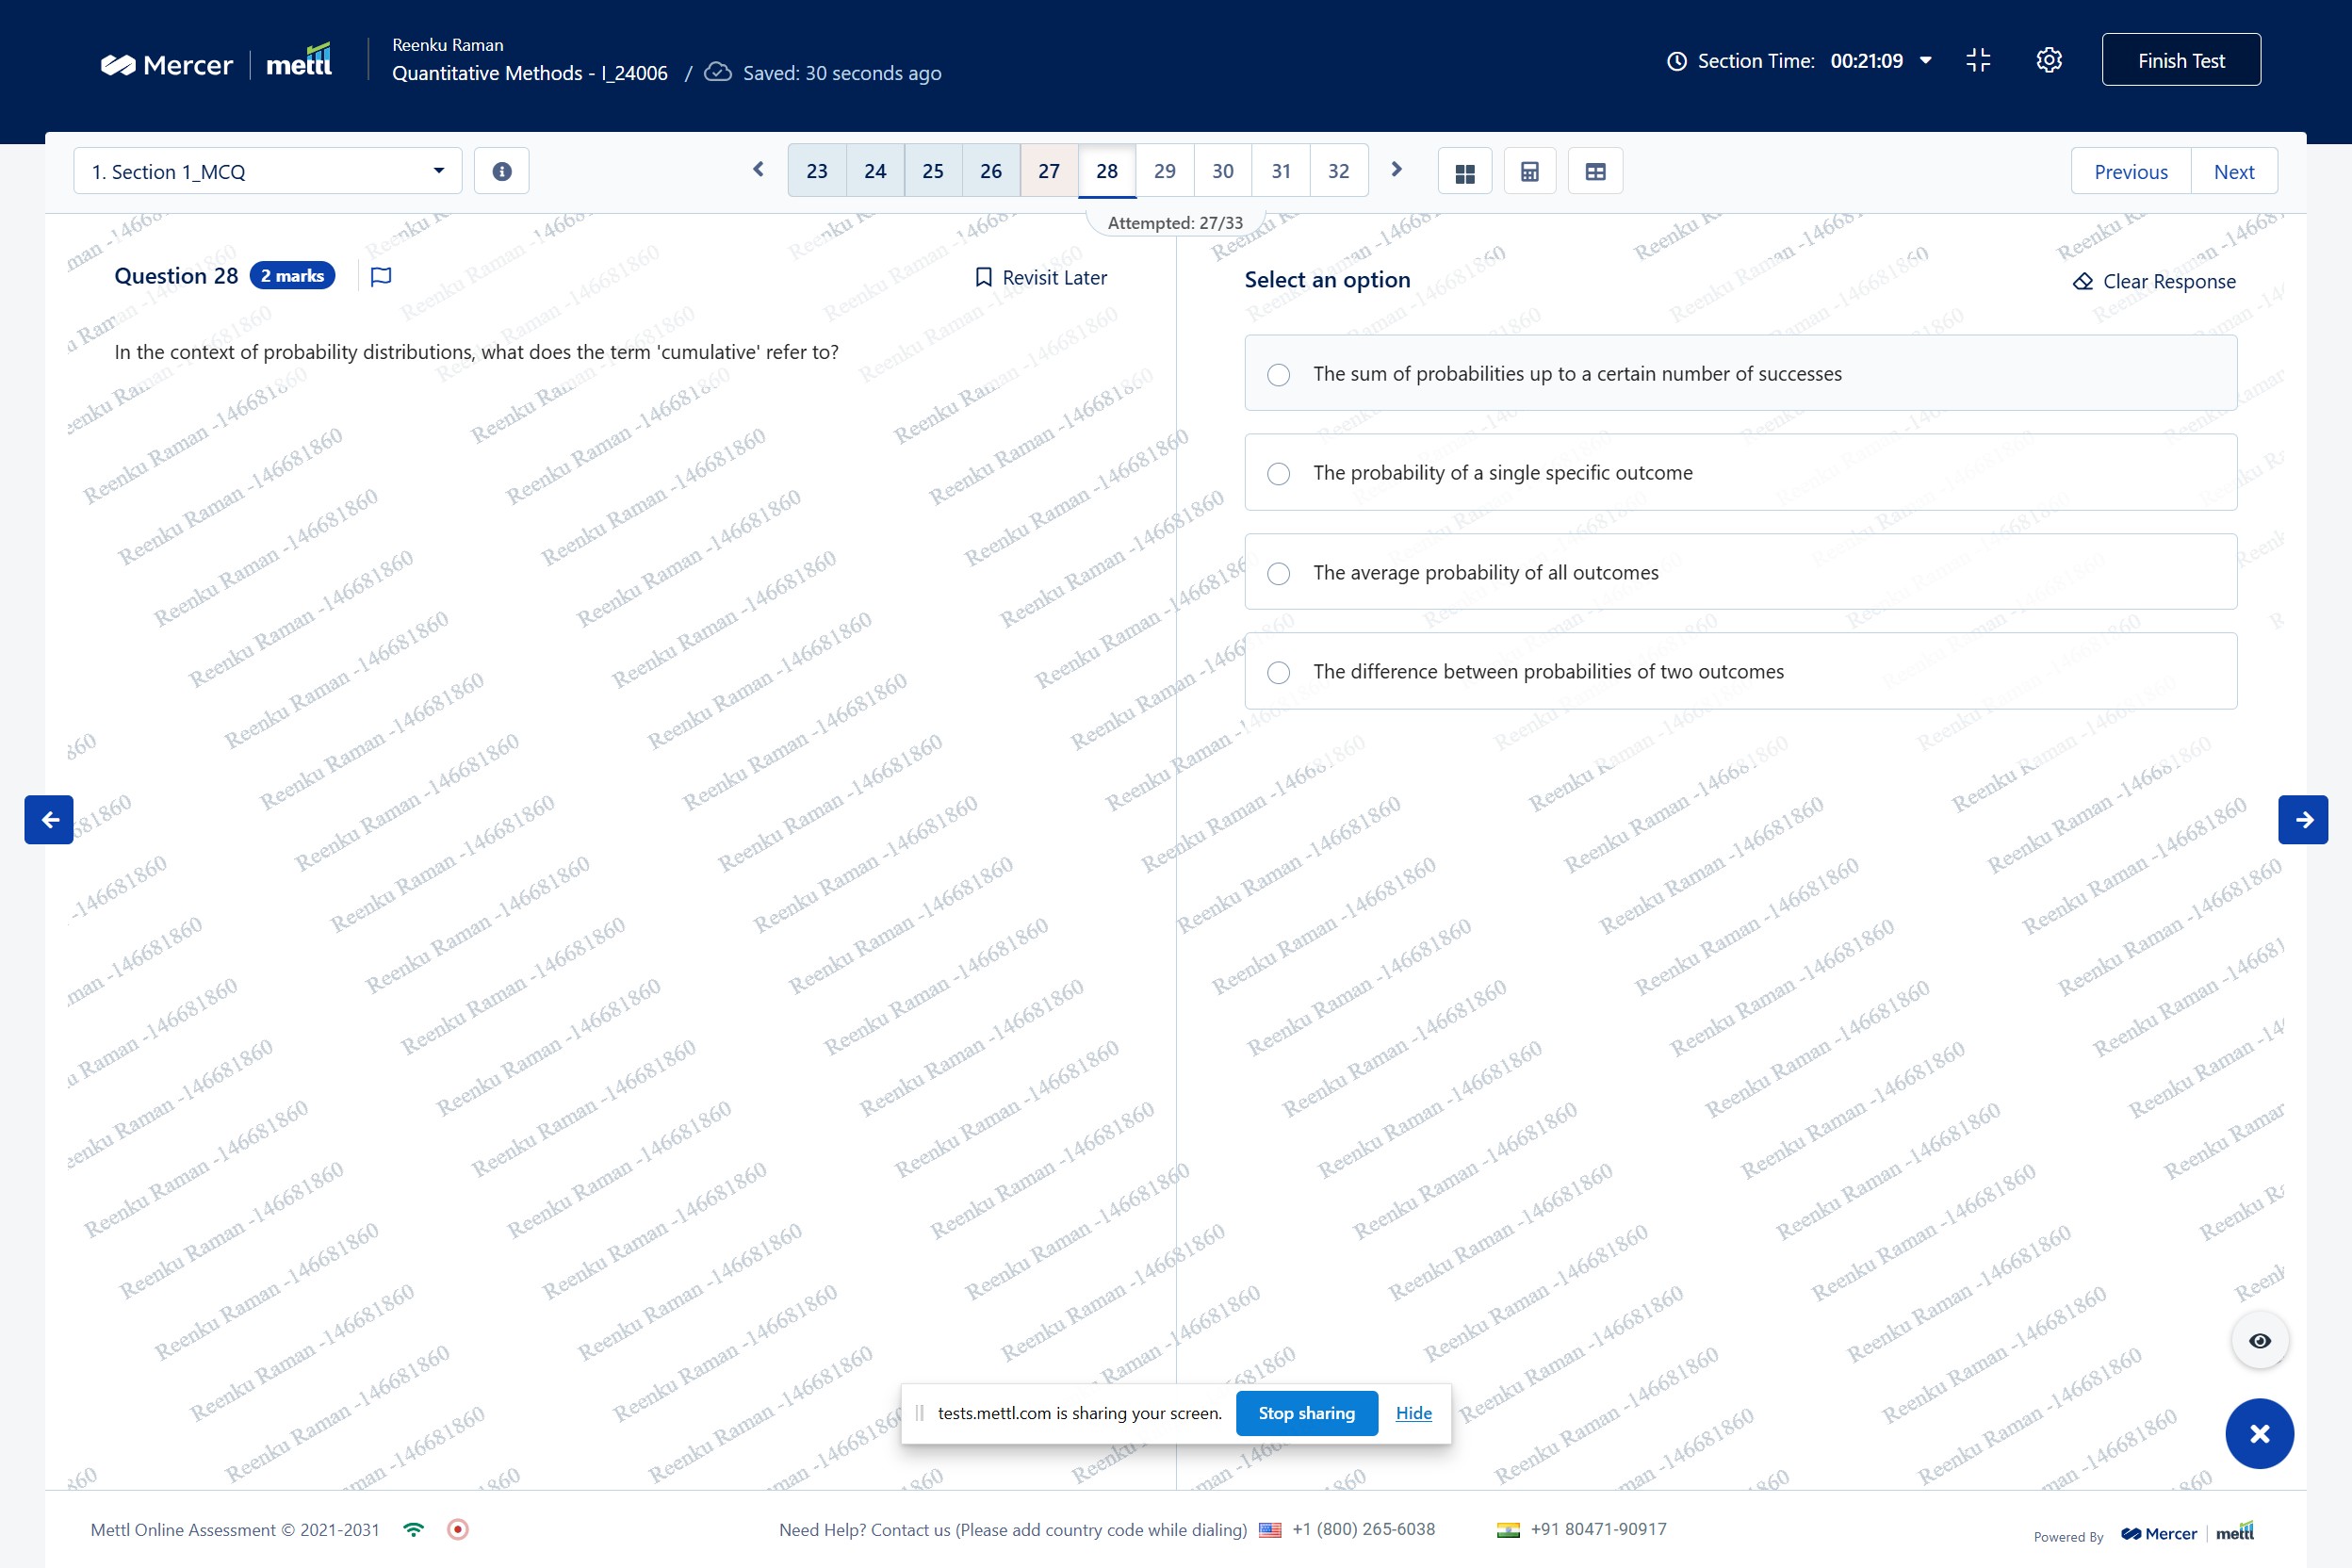 Mercer | mettl
Reenku Raman
Quantitative Methods - I_24006 / Saved: 30 seconds ago
Section Time: 00:21:09
Finish Test
1. Section 1_MCQ
23 24 25 26 27 28 29 30 31 32
Previous Next
Attempted: 27/33
Question 28 2 marks
Revisit Later
In the context of probability distributions, what does the term 'cumulative' refer to?
Select an option
Clear Response
The sum of probabilities up to a certain number of successes
The probability of a single specific outcome
The average probability of all outcomes
The difference between probabilities of two outcomes
Reenku Raman -146681860
tests.mettl.com is sharing your screen. Stop sharing Hide
Mettl Online Assessment © 2021-2031
Need Help? Contact us (Please add country code while dialing) +1 (800) 265-6038 +91 80471-90917
Powered By Mercer | mettl